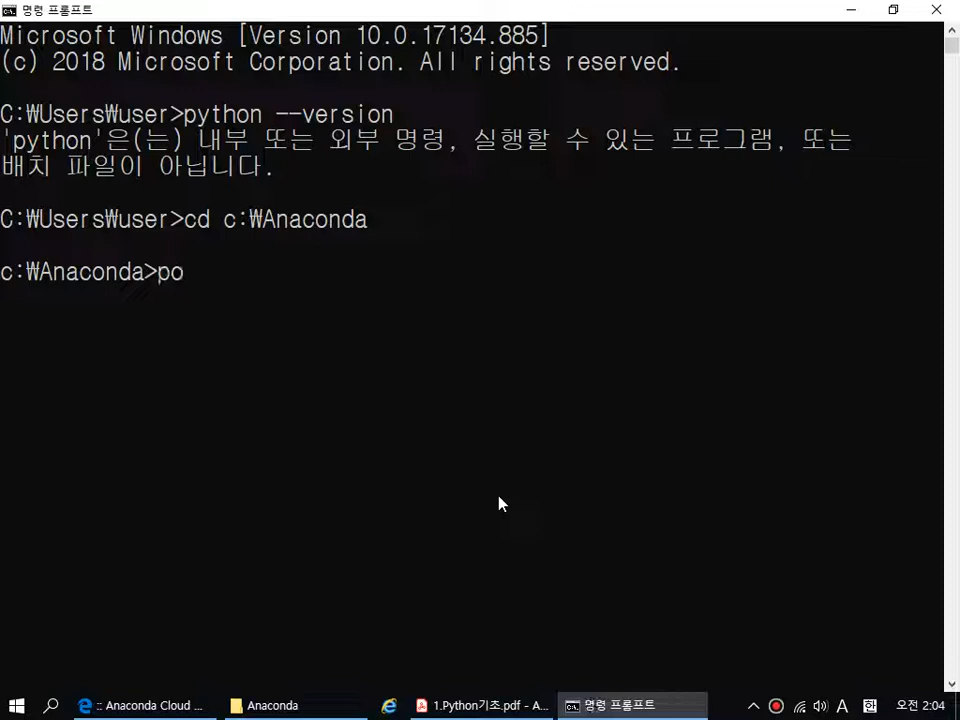 명령 프롬프트
Microsoft Windows [Version 10.0.17134.885]
(c) 2018 Microsoft Corporation. All rights reserved.
C:₩Users₩user>python --version
'python'은(는) 내부 또는 외부 명령, 실행할 수 있는 프로그램, 또는
배치 파일이 아닙니다.
C:₩Users₩user>cd c:₩Anaconda
c:₩Anaconda>po
:: Anaconda Cloud ... Anaconda 1.Python기초.pdf - A... 명령 프롬프트 A 한 오전 2:04